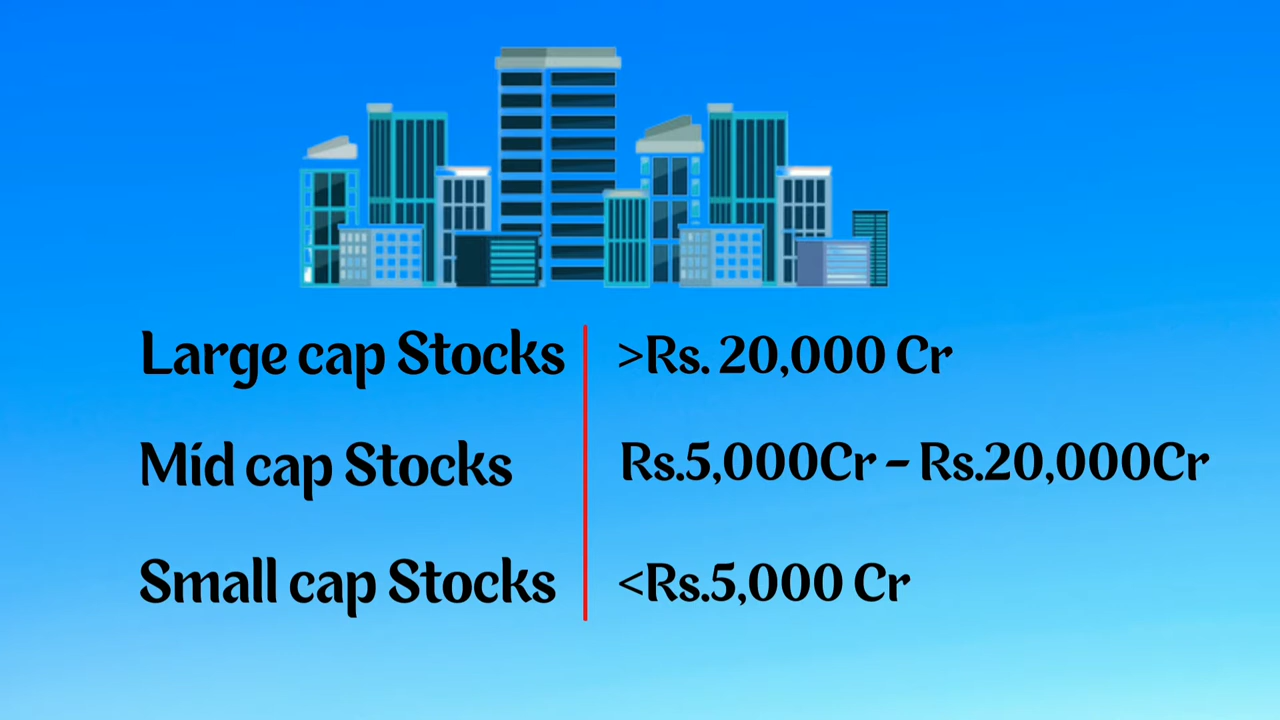 Large cap Stocks >Rs. 20,000 Cr
Mid cap Stocks Rs.5,000Cr - Rs.20,000Cr
Small cap Stocks <Rs.5,000 Cr